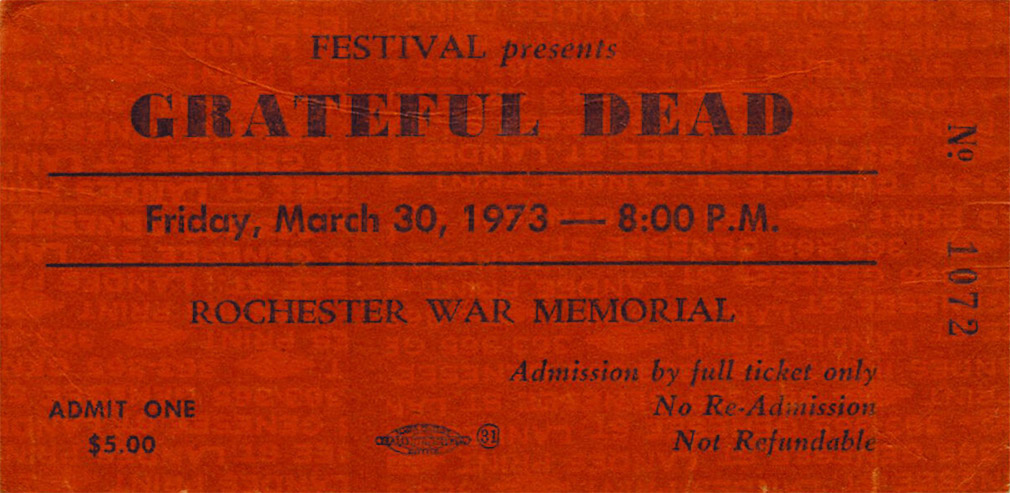 FESTIVAL presents
GRATEFUL DEAD
Friday, March 30, 1973 — 8:00 P.M.
ROCHESTER WAR MEMORIAL
Admission by full ticket only
ADMIT ONE
No Re-Admission
$5.00
31
Not Refundable
Nº 1072